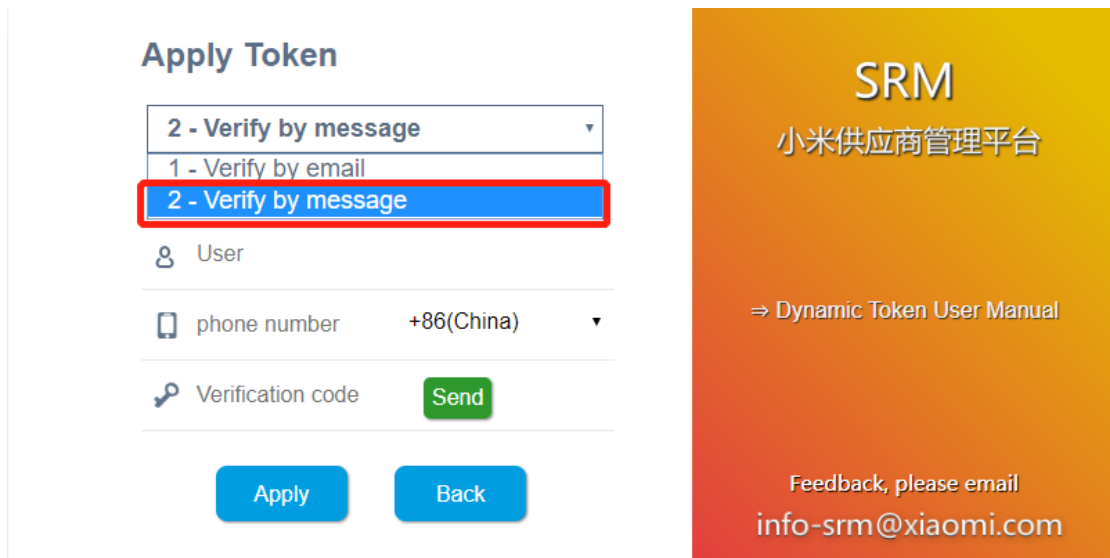 Apply Token
2 - Verify by message
1 - Verify by email
2 - Verify by message
User
phone number +86(China)
Verification code Send
Apply Back
SRM
小米供应商管理平台
⇒ Dynamic Token User Manual
Feedback, please email
info-srm@xiaomi.com